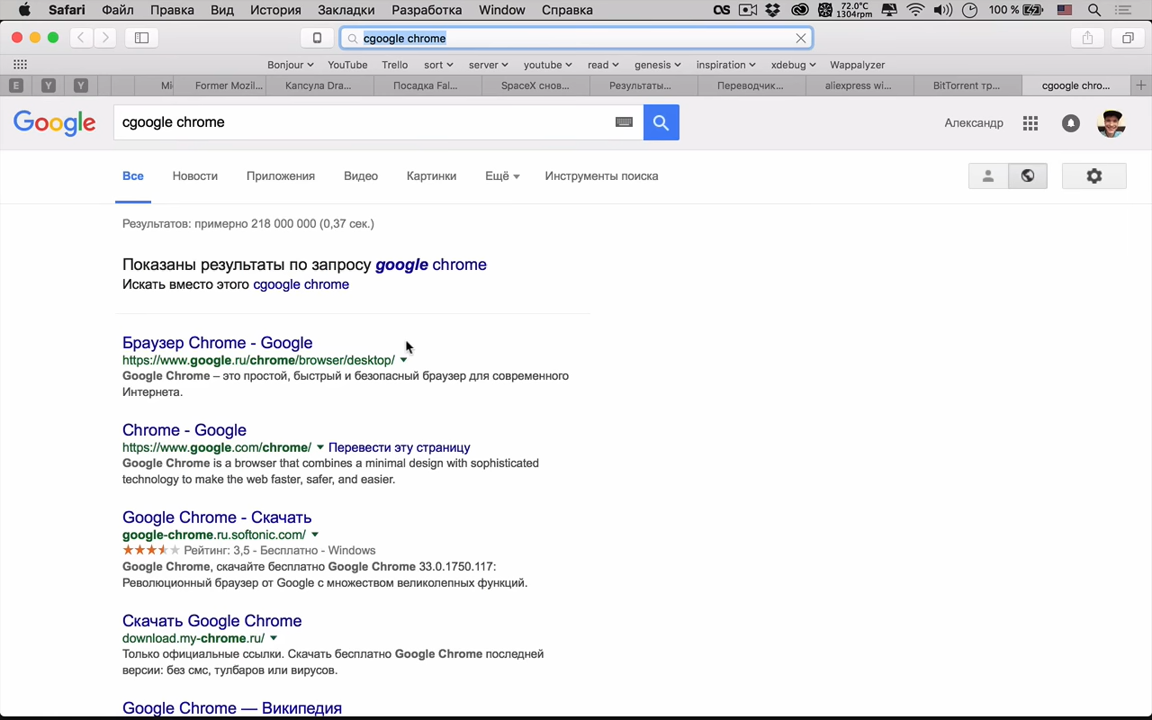 Safari Файл Правка Вид История Закладки Разработка Window Справка 72.0°C 1304rpm 100 %
cgoogle chrome
Bonjour YouTube Trello sort server youtube read genesis inspiration xdebug Wappalyzer
E Y Y Mi Former Mozil... Капсула Dra... Посадка Fal... SpaceX снов... Результаты... Переводчик... aliexpress wi... BitTorrent тр... cgoogle chro...
Google cgoogle chrome Александр
Все Новости Приложения Видео Картинки Ещё Инструменты поиска
Результатов: примерно 218 000 000 (0,37 сек.)
Показаны результаты по запросу google chrome
Искать вместо этого cgoogle chrome
Браузер Chrome - Google
https://www.google.ru/chrome/browser/desktop/
Google Chrome – это простой, быстрый и безопасный браузер для современного
Интернета.
Chrome - Google
https://www.google.com/chrome/ Перевести эту страницу
Google Chrome is a browser that combines a minimal design with sophisticated
technology to make the web faster, safer, and easier.
Google Chrome - Скачать
google-chrome.ru.softonic.com/
Рейтинг: 3,5 - Бесплатно - Windows
Google Chrome, скачайте бесплатно Google Chrome 33.0.1750.117:
Революционный браузер от Google с множеством великолепных функций.
Скачать Google Chrome
download.my-chrome.ru/
Только официальные ссылки. Скачать бесплатно Google Chrome последней
версии: без смс, тулбаров или вирусов.
Google Chrome — Википедия